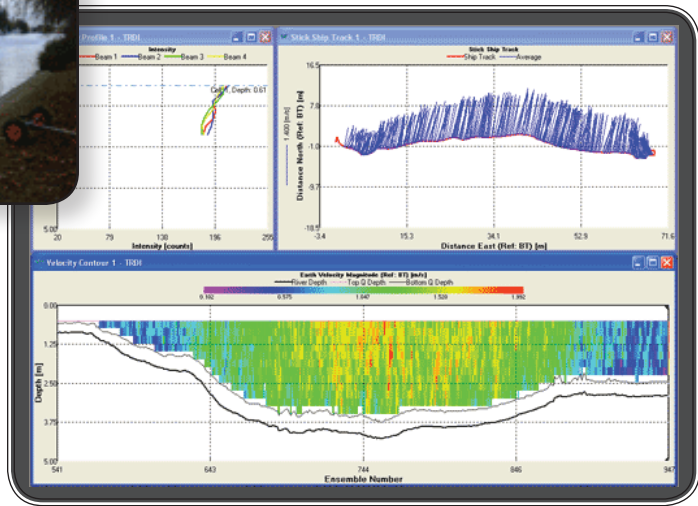 Profile 1 - TRDI
Intensity
Beam 1 Beam 2 Beam 3 Beam 4
Depth: 0.61
5.00
20 79 138 196 255
Intensity [counts]
Stick Ship Track 1 - TRDI
Stick Ship Track
Ship Track Average
1.400 [m/s]
Distance North (Ref: BT) [m]
16.5
7.8
-1.0
-9.7
-18.5
-3.4 15.3 34.1 52.9 71.6
Distance East (Ref: BT) [m]
Velocity Contour 1 - TRDI
Earth Velocity Magnitude (Ref: BT) [m/s]
River Depth Top Q Depth Bottom Q Depth
0.102 0.575 1.047 1.520 1.992
Depth [m]
0.00
1.25
2.50
3.75
5.00
541 643 744 846 947
Ensemble Number